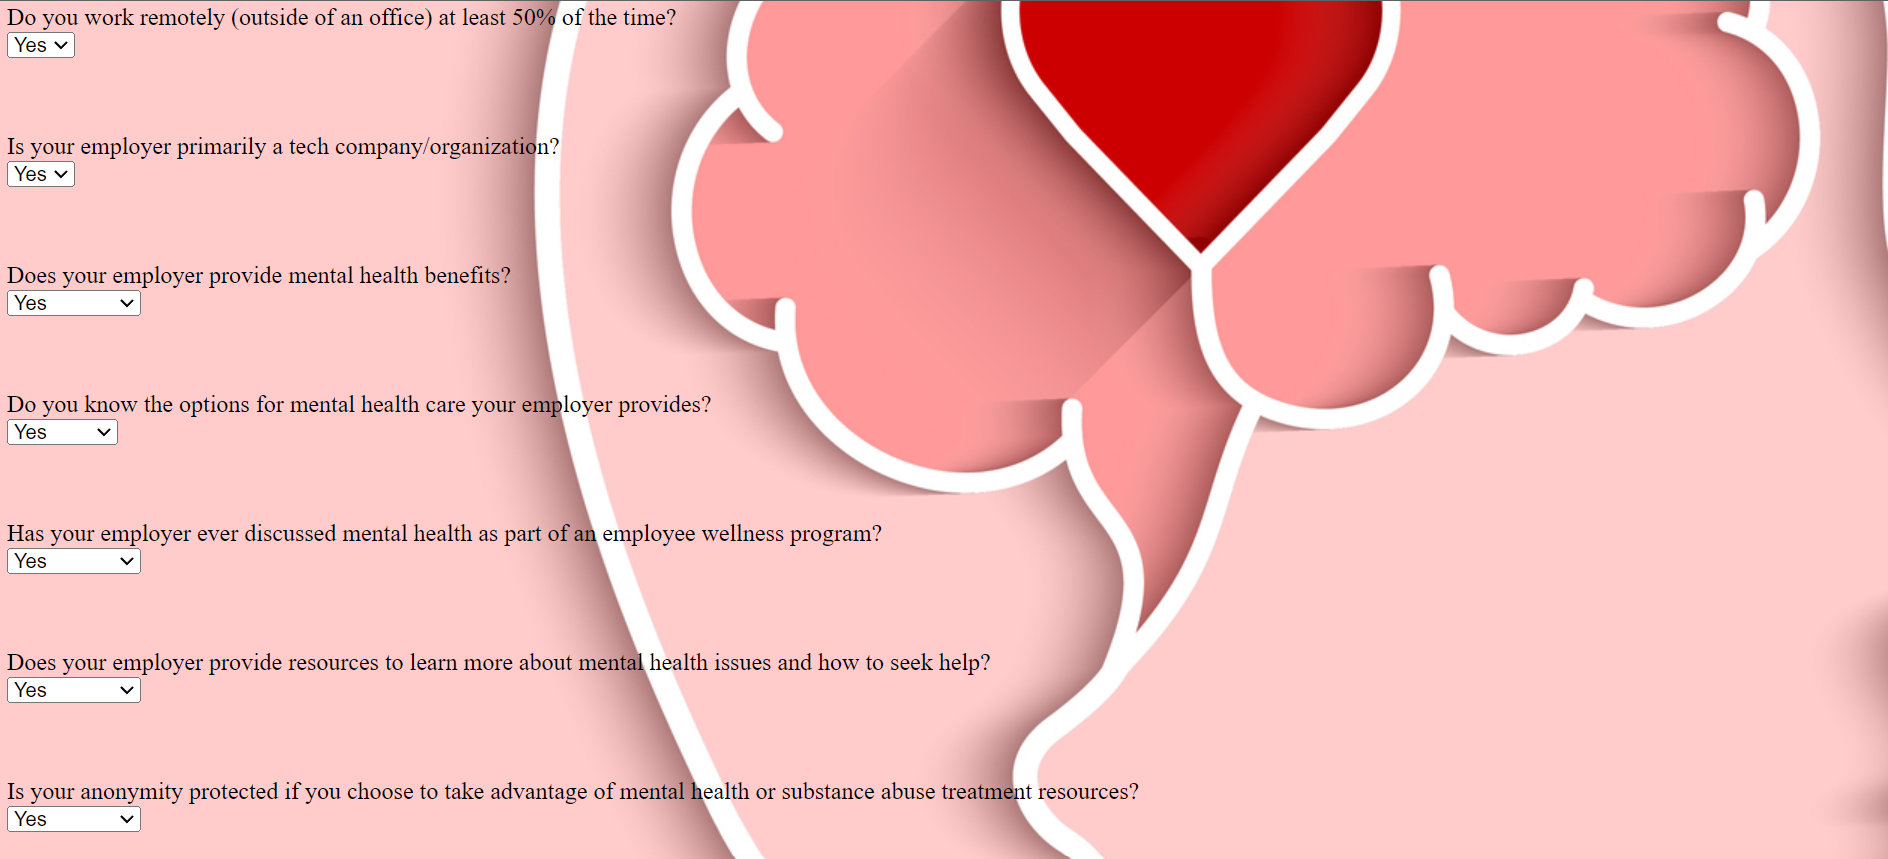 Do you work remotely (outside of an office) at least 50% of the time?
Yes
Is your employer primarily a tech company/organization?
Yes
Does your employer provide mental health benefits?
Yes
Do you know the options for mental health care your employer provides?
Yes
Has your employer ever discussed mental health as part of an employee wellness program?
Yes
Does your employer provide resources to learn more about mental health issues and how to seek help?
Yes
Is your anonymity protected if you choose to take advantage of mental health or substance abuse treatment resources?
Yes